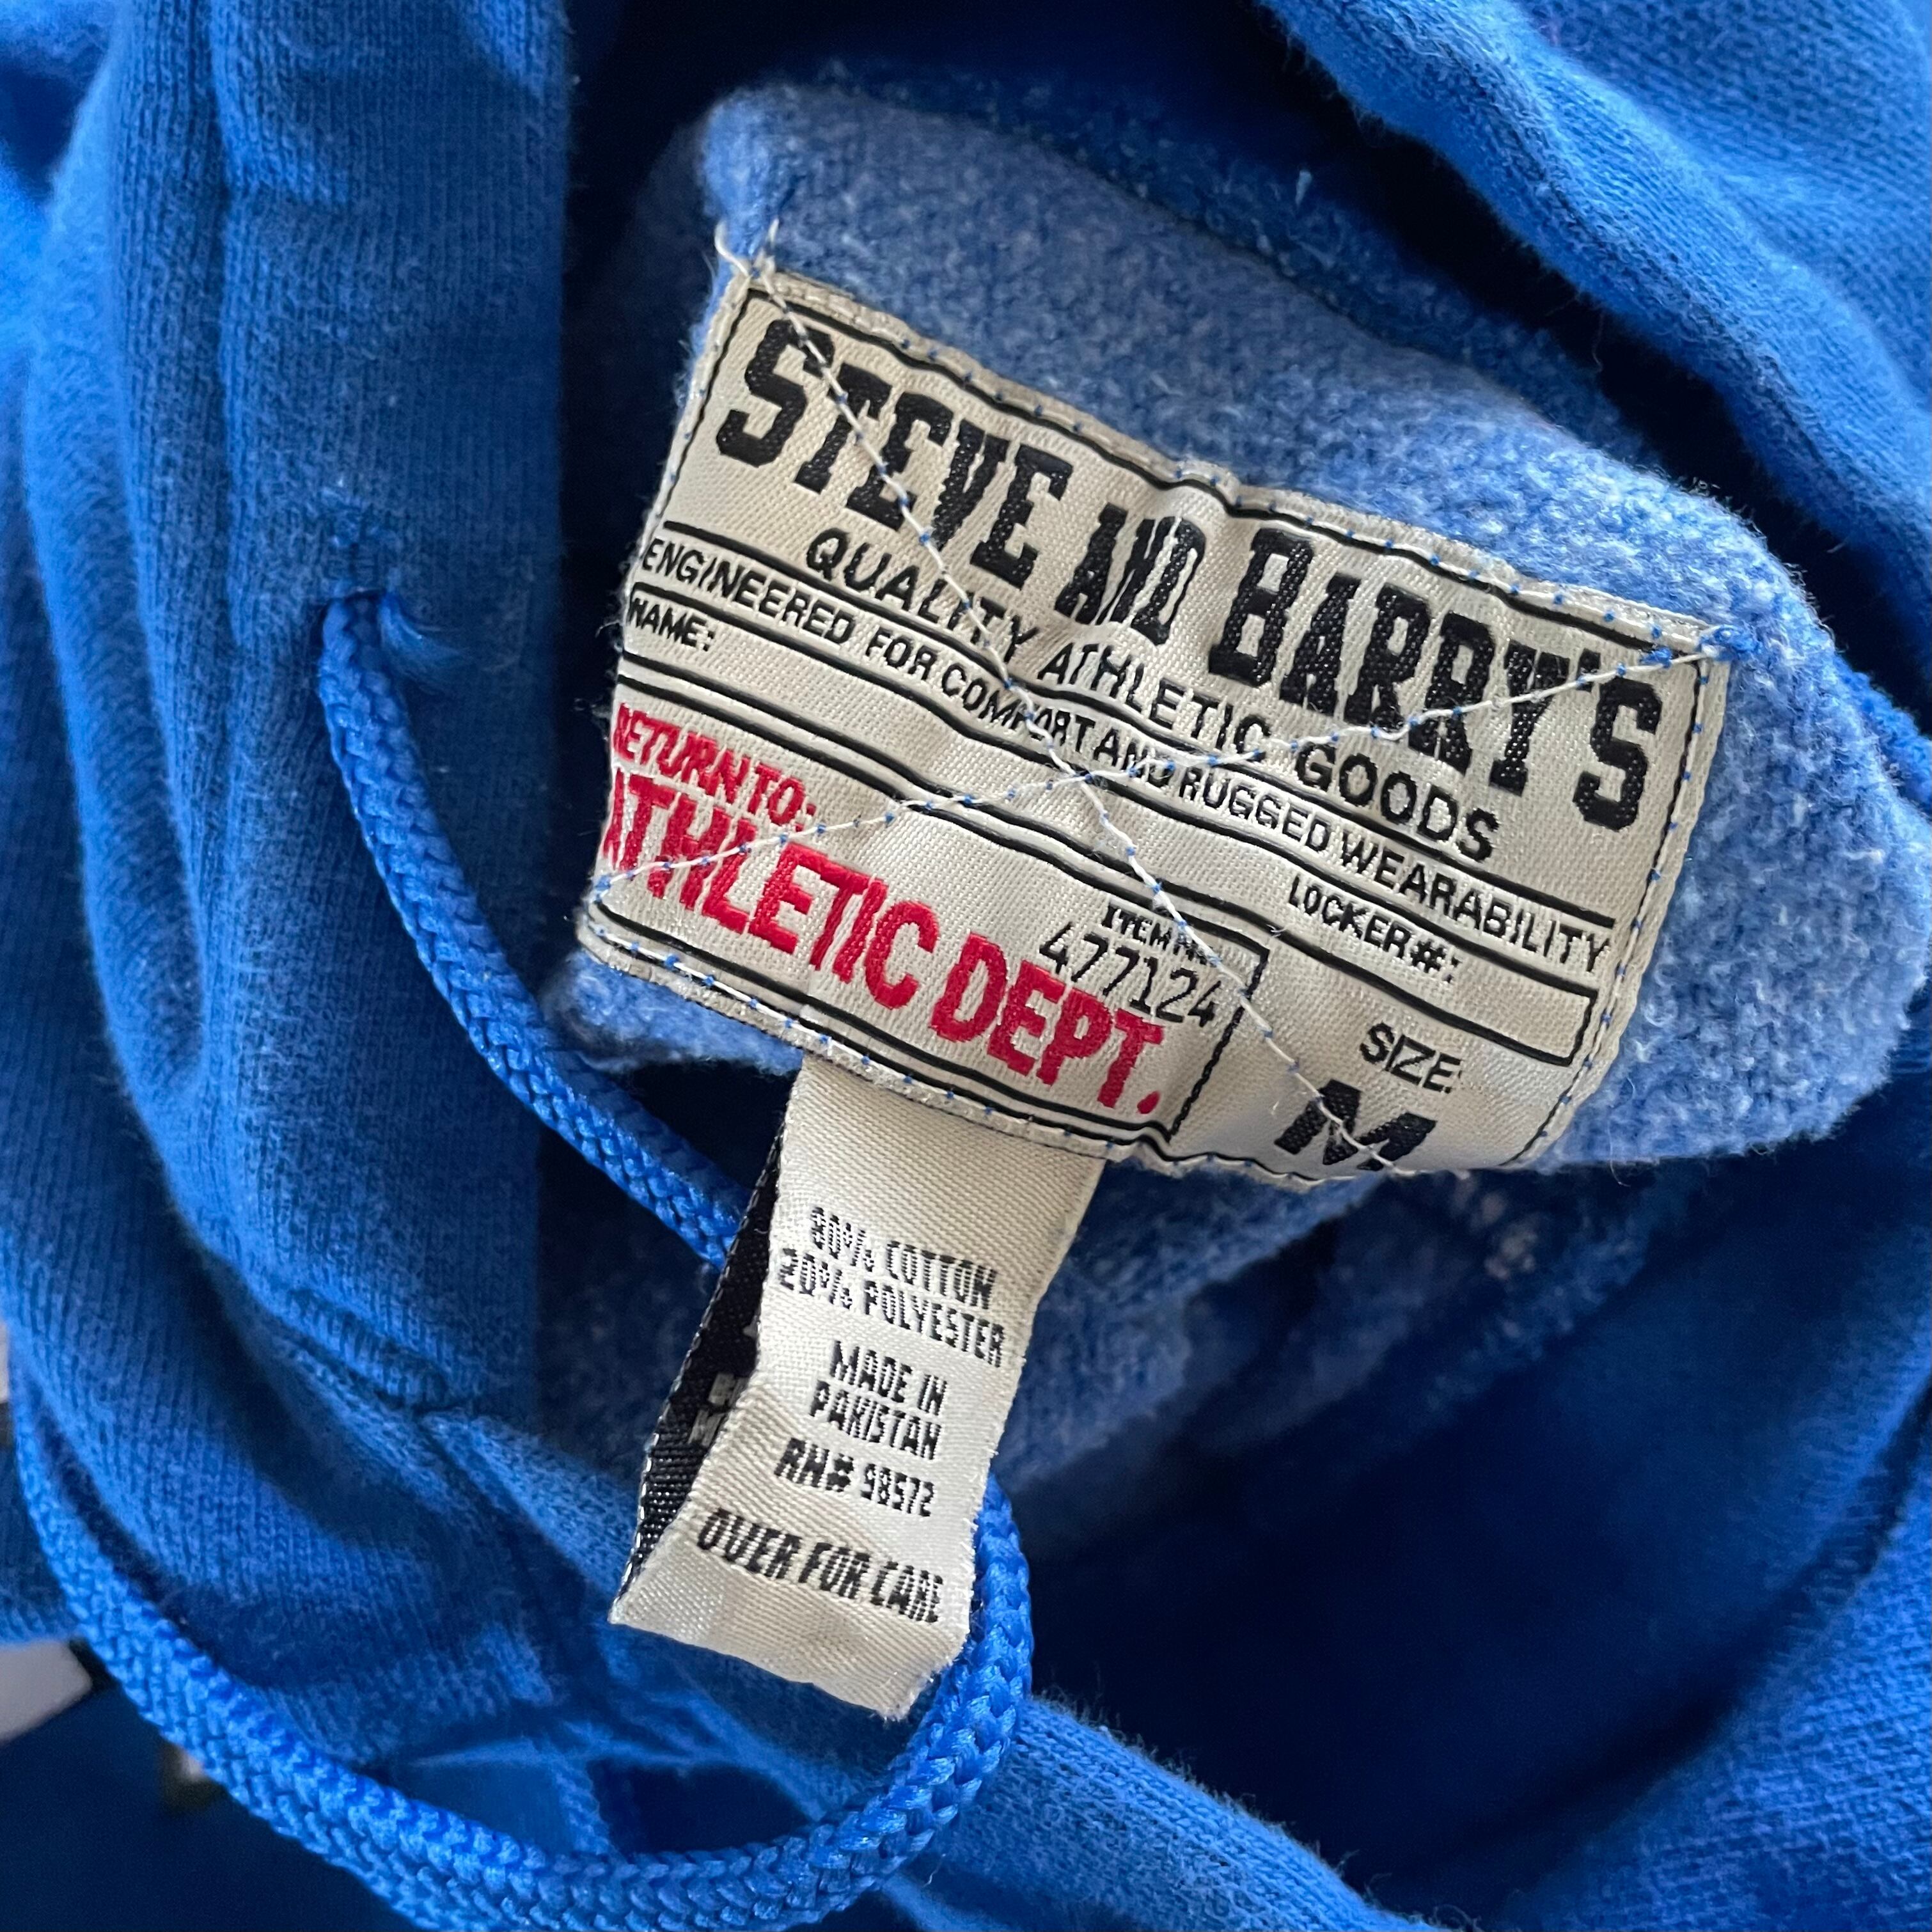 STEVE AND BARRY'S
QUALITY ATHLETIC GOODS
ENGINEERED FOR COMFORT AND RUGGED WEARABILITY
NAME:
LOCKER#:
RETURN TO:
ATHLETIC DEPT.
ITEM
477124
SIZE:
M
80% COTTON
20% POLYESTER
MADE IN
PAKISTAN
RN# 98572
OVER FOR CARE